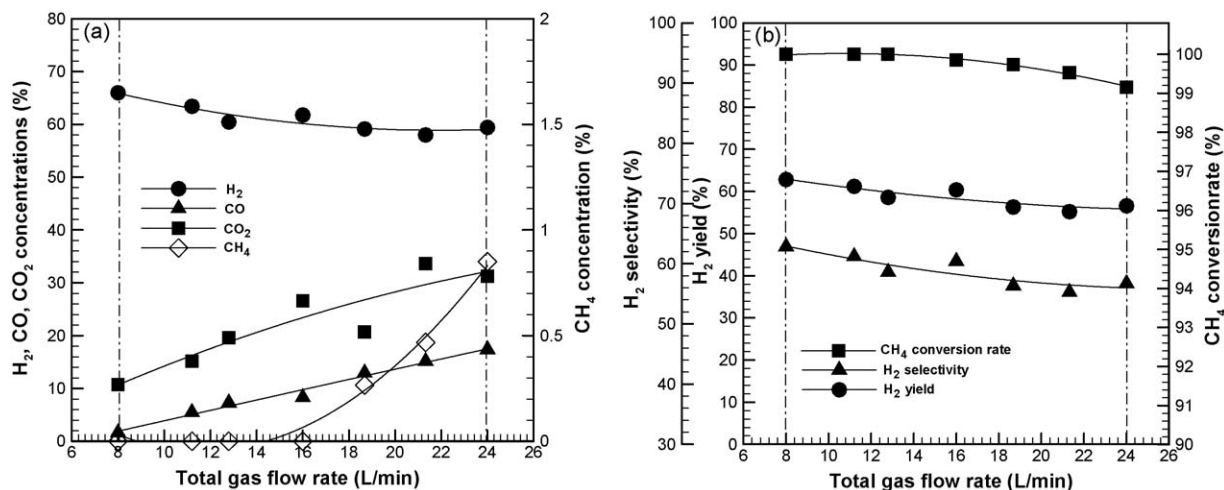 (a)
H2, CO, CO2 concentrations (%)
80
70
60
50
40
30
20
10
0
H2
CO
CO2
CH4
6 8 10 12 14 16 18 20 22 24 26
Total gas flow rate (L/min)
2
1.5
1
0.5
0
CH4 concentration (%)
(b)
H2 selectivity (%)
100
90
80
70
60
50
40
30
H2 yield (%)
100
90
80
70
60
50
40
30
20
10
0
CH4 conversion rate
H2 selectivity
H2 yield
6 8 10 12 14 16 18 20 22 24 26
Total gas flow rate (L/min)
100
99
98
97
96
95
94
93
92
91
90
CH4 conversionrate (%)